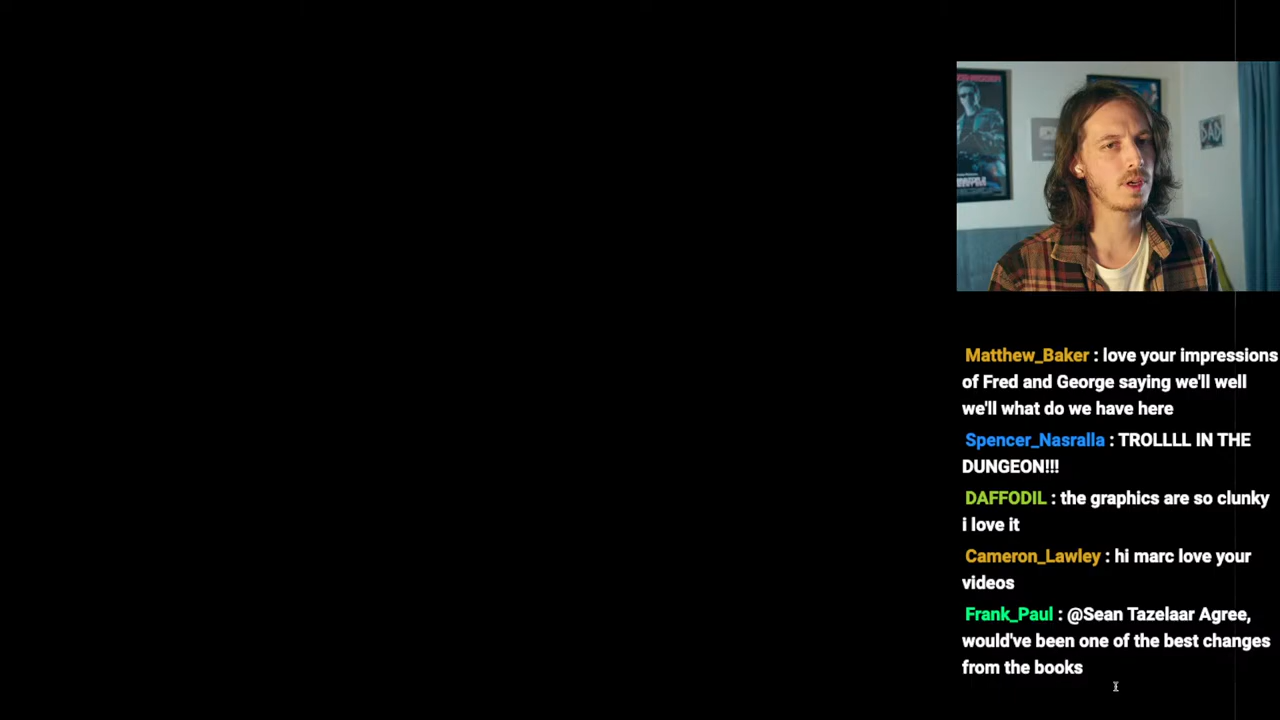 DAD
Matthew_Baker : love your impressions
of Fred and George saying we'll well
we'll what do we have here
Spencer_Nasralla : TROLLLL IN THE
DUNGEON!!!
DAFFODIL : the graphics are so clunky
i love it
Cameron_Lawley : hi marc love your
videos
Frank_Paul : @Sean Tazelaar Agree,
would've been one of the best changes
from the books